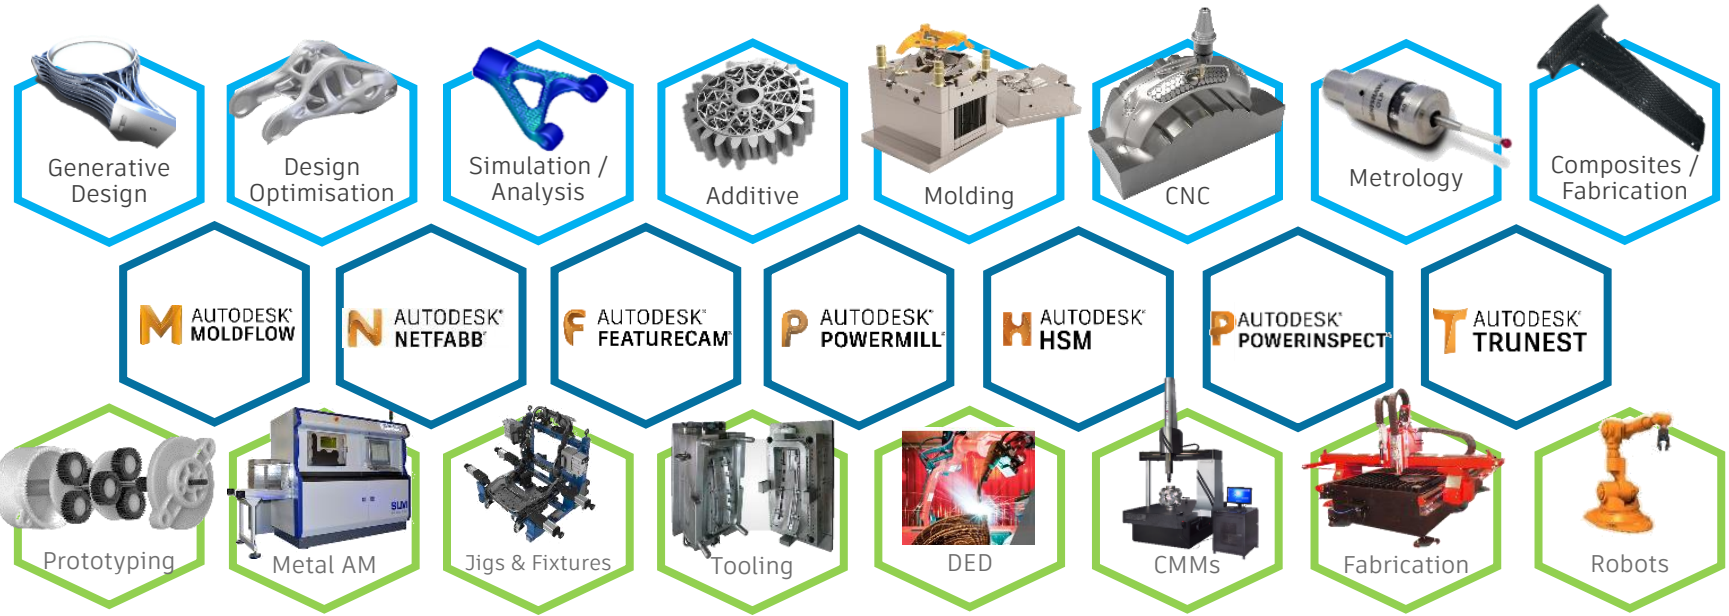 Generative
Design
Design
Optimisation
Simulation /
Analysis
Additive
Molding
CNC
Metrology
Composites /
Fabrication
M AUTODESK®
MOLDFLOW
N AUTODESK®
NETFABB®
F AUTODESK®
FEATURECAM®
P AUTODESK®
POWERMILL®
H AUTODESK®
HSM
P AUTODESK®
POWERINSPECT®
T AUTODESK®
TRUNEST
Prototyping
SLM
Metal AM
Jigs & Fixtures
Tooling
DED
CMMs
Fabrication
Robots